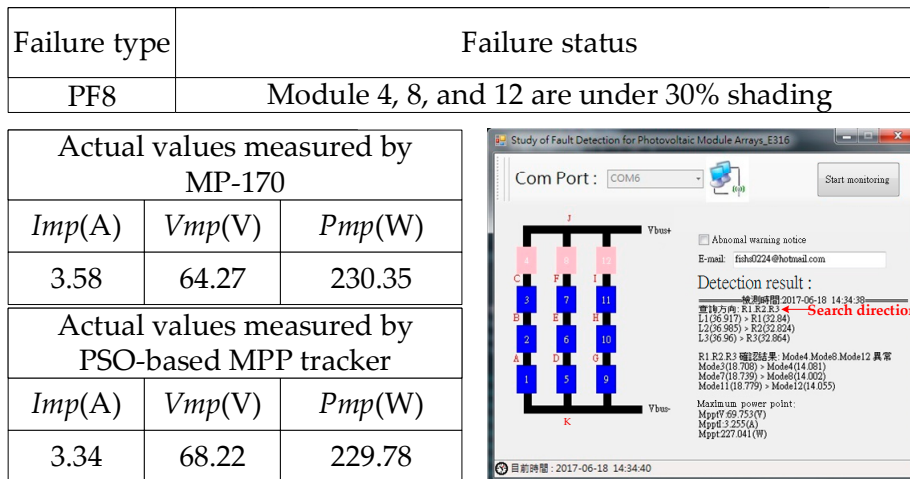 Failure type
Failure status
PF8
Module 4, 8, and 12 are under 30% shading
Actual values measured by
MP-170
Imp(A) Vmp(V) Pmp(W)
3.58 64.27 230.35
Actual values measured by
PSO-based MPP tracker
Imp(A) Vmp(V) Pmp(W)
3.34 68.22 229.78
Study of Fault Detection for Photovoltaic Module Arrays_E316
Com Port : COM6
Start monitoring
J
Vbus+
4 8 12
C F I
3 7 11
B E H
2 6 10
A D G
1 5 9
Vbus-
K
Abnomal warning notice
E-mail: fishs0224@hotmail.com
Detection result :
檢測時間:2017-06-18 14:34:38
查詢方向: R1.R2.R3 Search direction
L1(36.917) > R1(32.84)
L2(36.985) > R2(32.824)
L3(36.96) > R3(32.864)
R1.R2.R3 確認結果: Mode4.Mode8.Mode12 異常
Mode3(18.708) > Mode4(14.081)
Mode7(18.739) > Mode8(14.002)
Mode11(18.779) > Mode12(14.055)
Maximum power point:
MpptV:69.753(V)
MpptI:3.255(A)
Mppt:227.041(W)
目前時間 : 2017-06-18 14:34:40